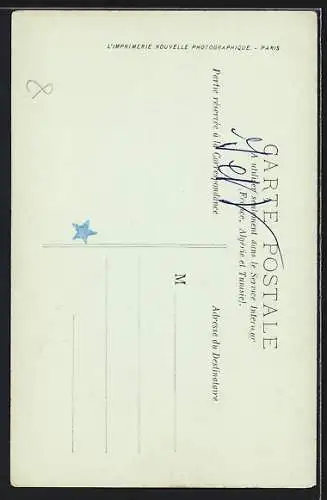 CARTE POSTALE
(A utiliser seulement dans le Service Intérieur
France, Algérie et Tunisie).
Partie réservée à la Correspondance
Adresse du Destinataire
M
L'IMPRIMERIE NOUVELLE PHOTOGRAPHIQUE. - PARIS
8